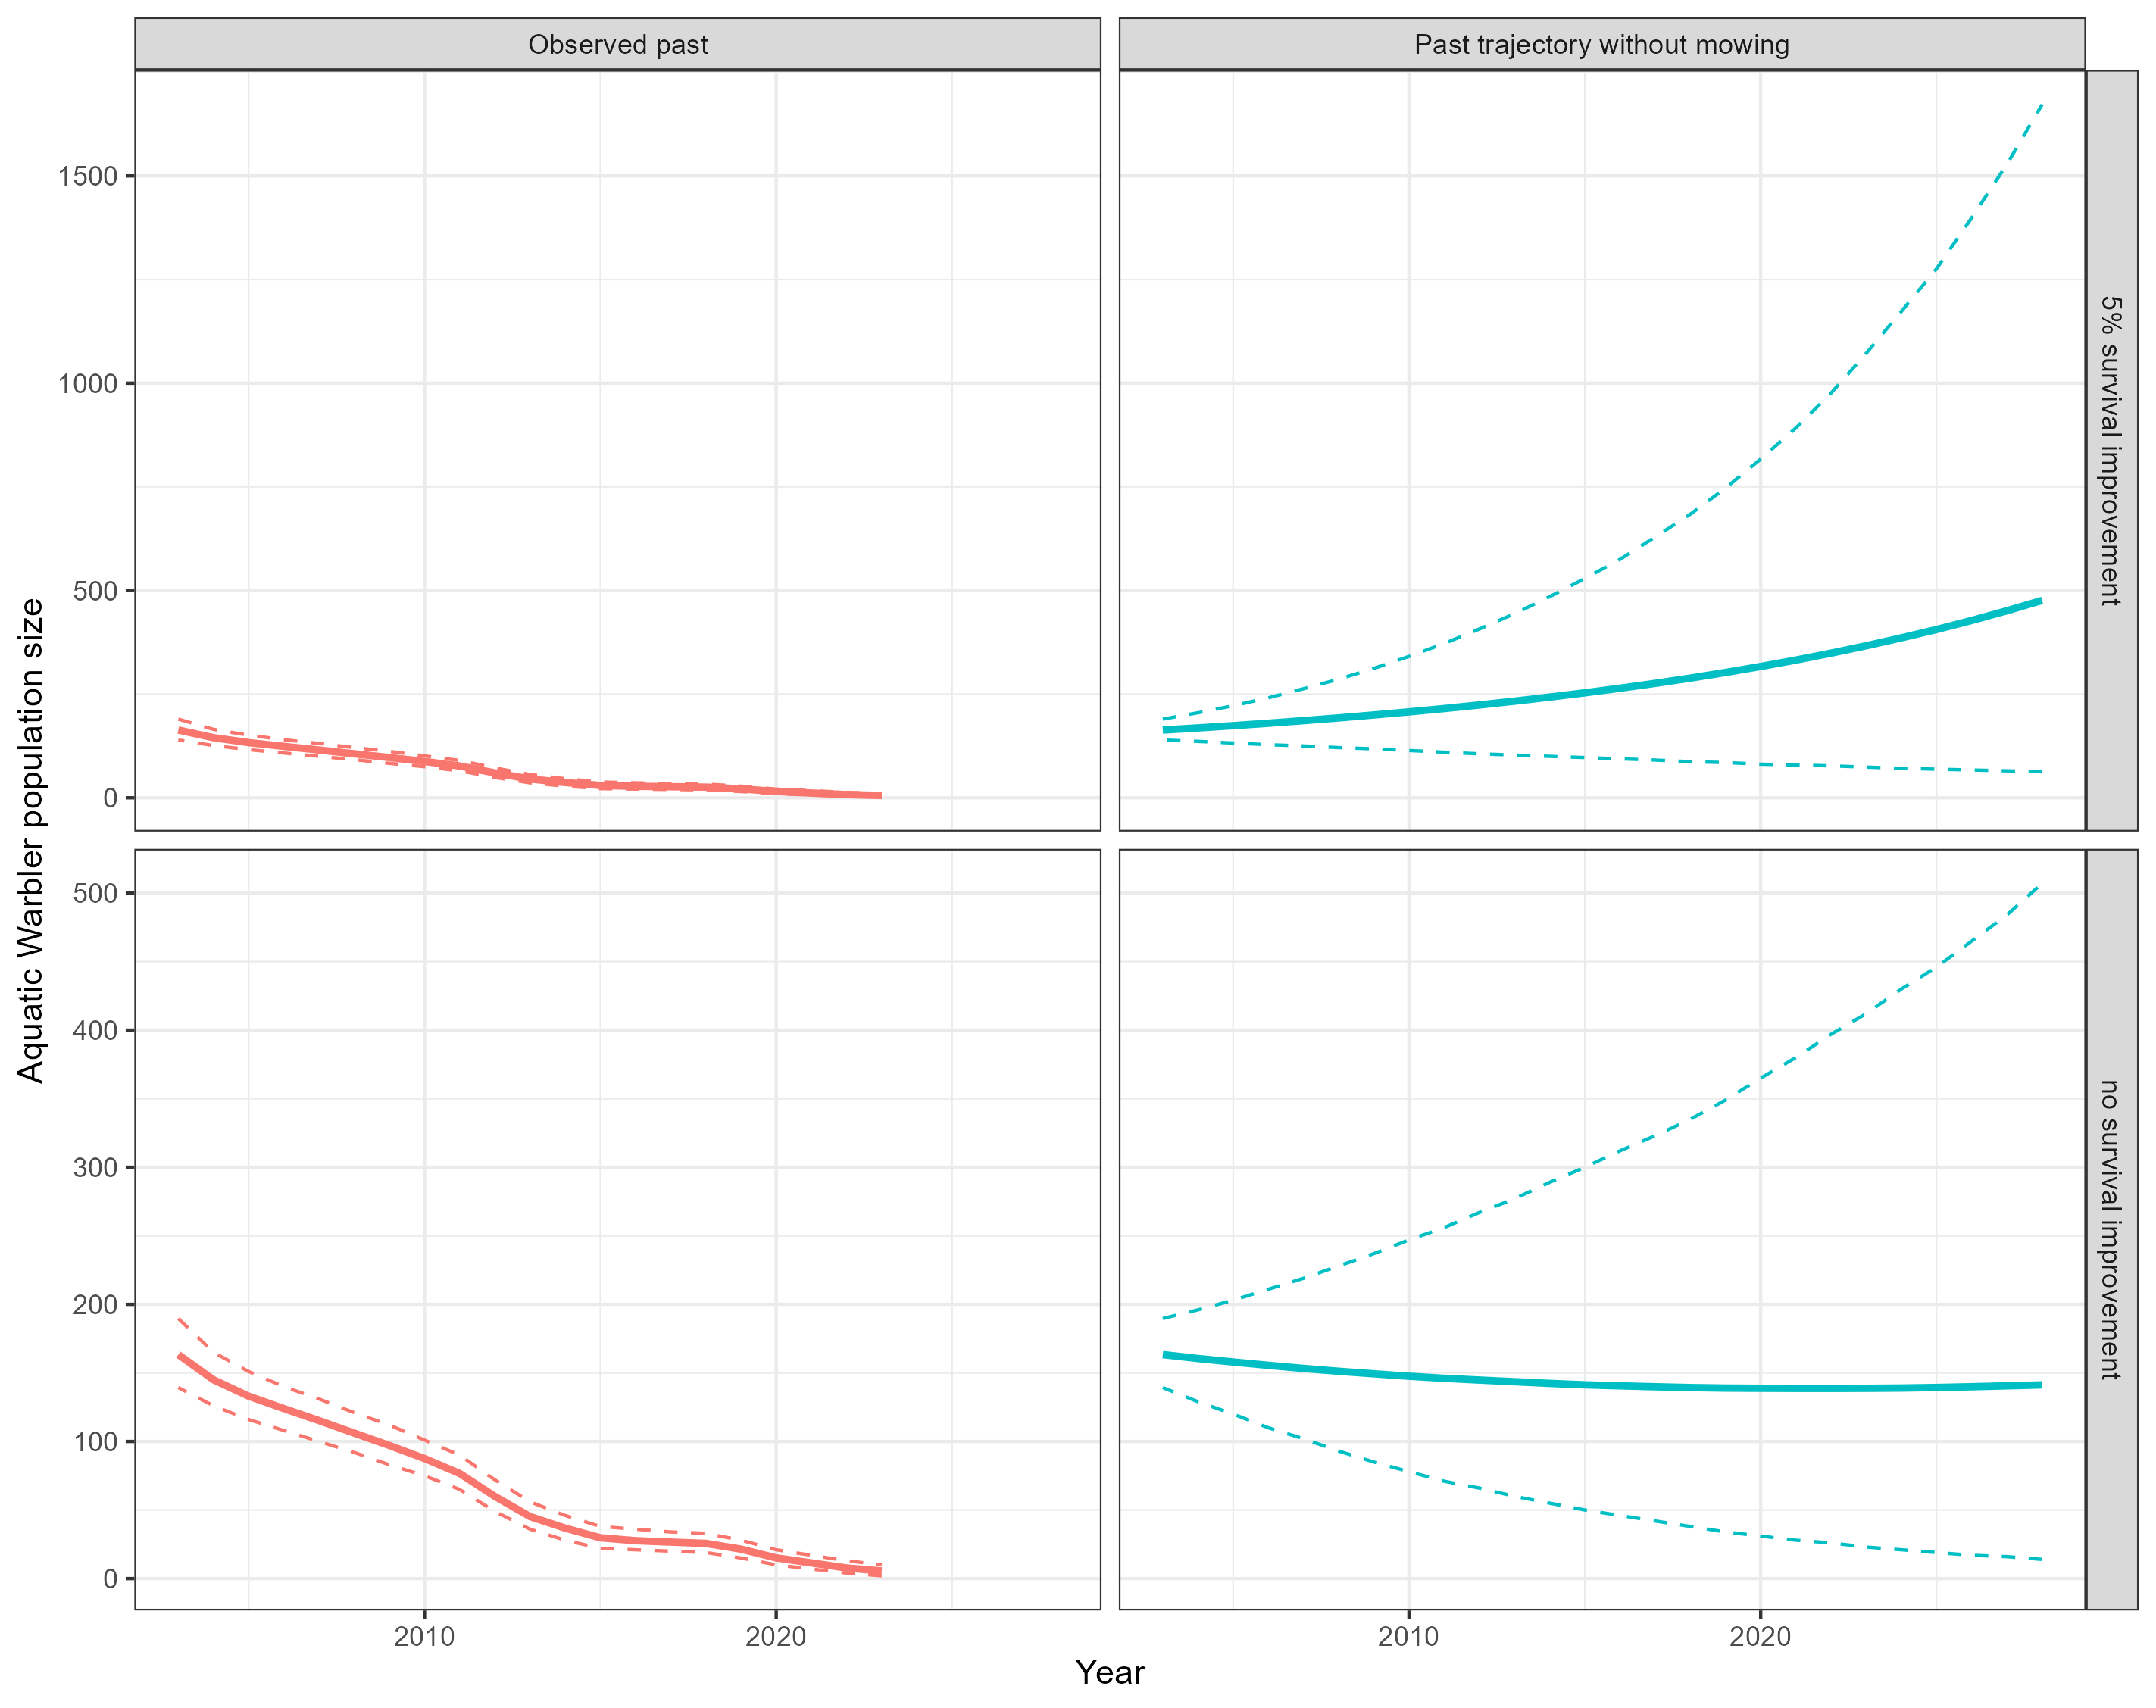 Observed past
Past trajectory without mowing
1500
1000
500
0
5% survival improvement
500
400
300
200
100
0
no survival improvement
Aquatic Warbler population size
2010
2020
2010
2020
Year